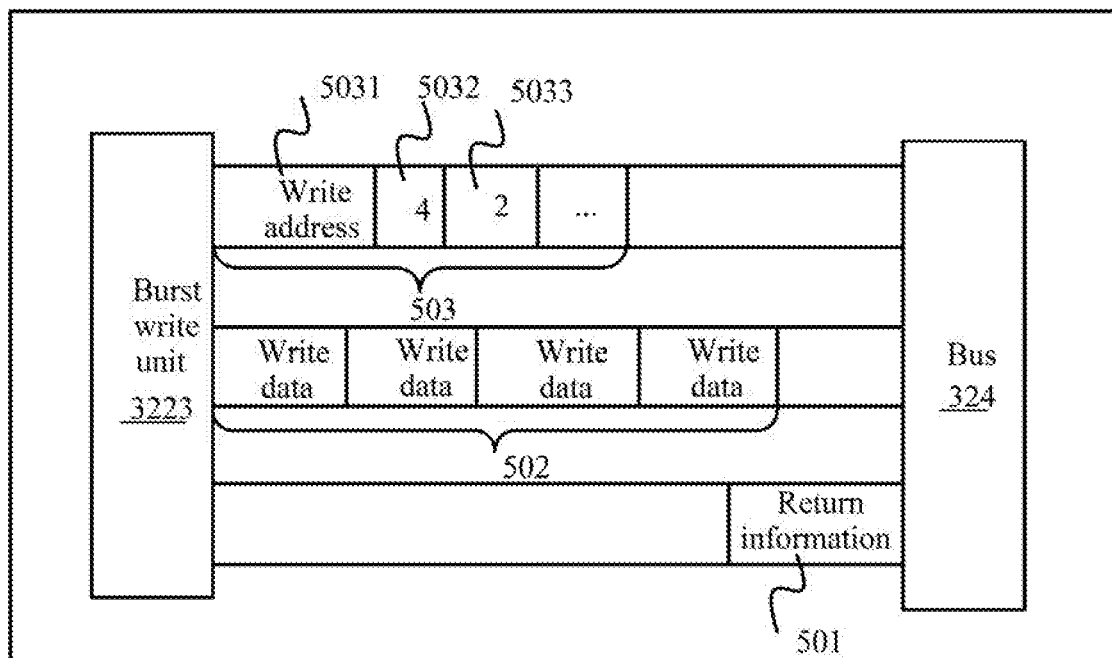 5031 5032 5033
Write
address
4
2
...
503
Burst
write
unit
3223
Write
data
Write
data
Write
data
Write
data
502
Bus
324
Return
information
501